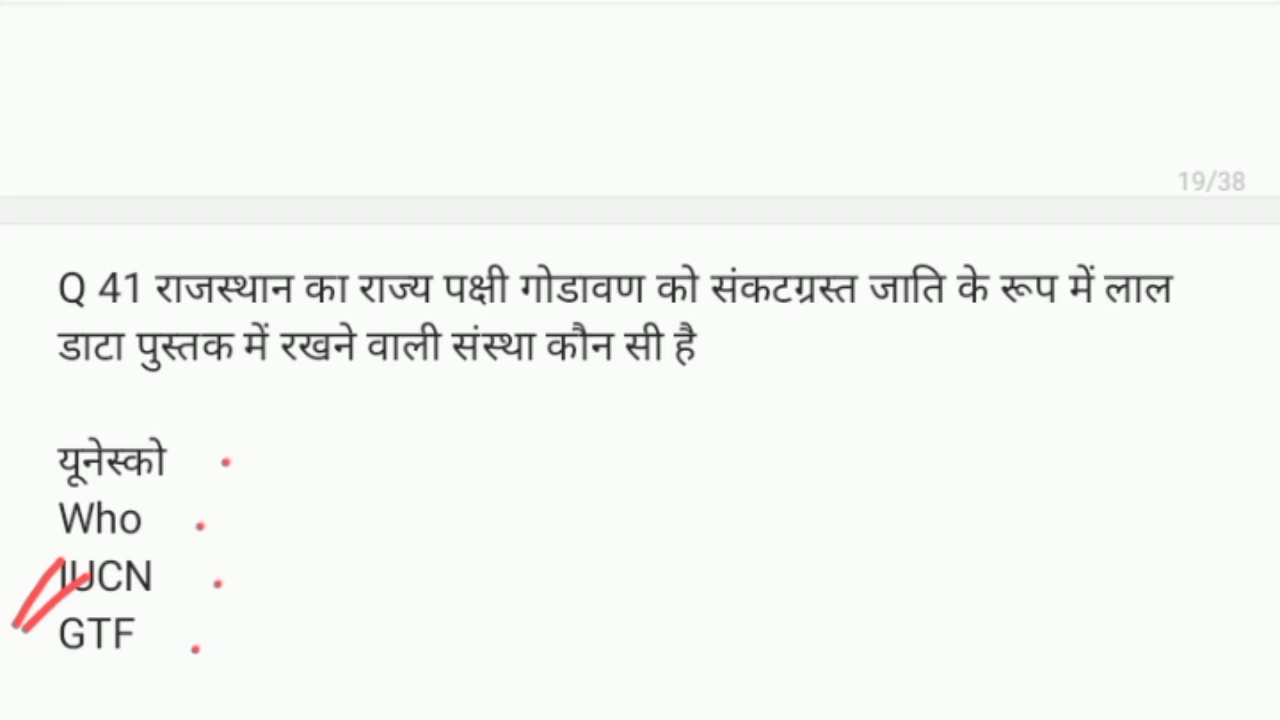 19/38
Q 41 राजस्थान का राज्य पक्षी गोडावण को संकटग्रस्त जाति के रूप में लाल
डाटा पुस्तक में रखने वाली संस्था कौन सी है
यूनेस्को
Who
IUCN
GTF